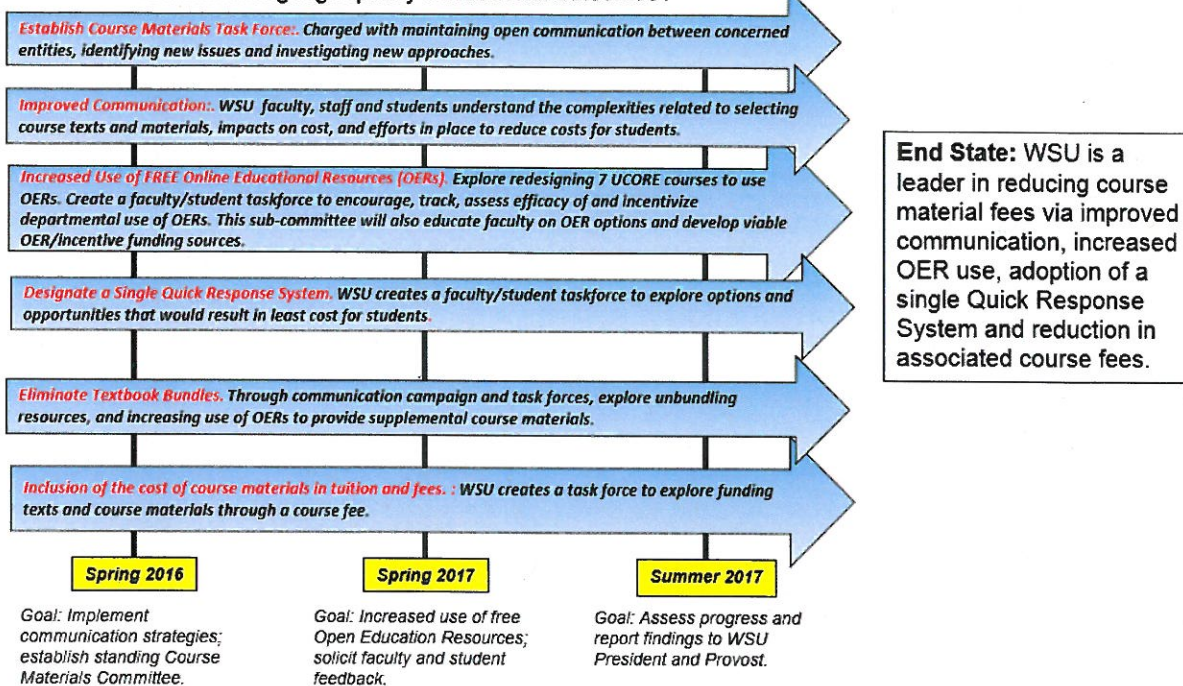 Establish Course Materials Task Force:. Charged with maintaining open communication between concerned
entities, identifying new issues and investigating new approaches.
Improved Communication:. WSU faculty, staff and students understand the complexities related to selecting
course texts and materials, impacts on cost, and efforts in place to reduce costs for students.
Increased Use of FREE Online Educational Resources (OERs). Explore redesigning 7 UCORE courses to use
OERs. Create a faculty/student taskforce to encourage, track, assess efficacy of and incentivize
departmental use of OERs. This sub-committee will also educate faculty on OER options and develop viable
OER/incentive funding sources.
Designate a Single Quick Response System. WSU creates a faculty/student taskforce to explore options and
opportunities that would result in least cost for students.
Eliminate Textbook Bundles. Through communication campaign and task forces, explore unbundling
resources, and increasing use of OERs to provide supplemental course materials.
Inclusion of the cost of course materials in tuition and fees. : WSU creates a task force to explore funding
texts and course materials through a course fee.
End State: WSU is a
leader in reducing course
material fees via improved
communication, increased
OER use, adoption of a
single Quick Response
System and reduction in
associated course fees.
Spring 2016
Goal: Implement
communication strategies;
establish standing Course
Materials Committee.
Spring 2017
Goal: Increased use of free
Open Education Resources;
solicit faculty and student
feedback.
Summer 2017
Goal: Assess progress and
report findings to WSU
President and Provost.